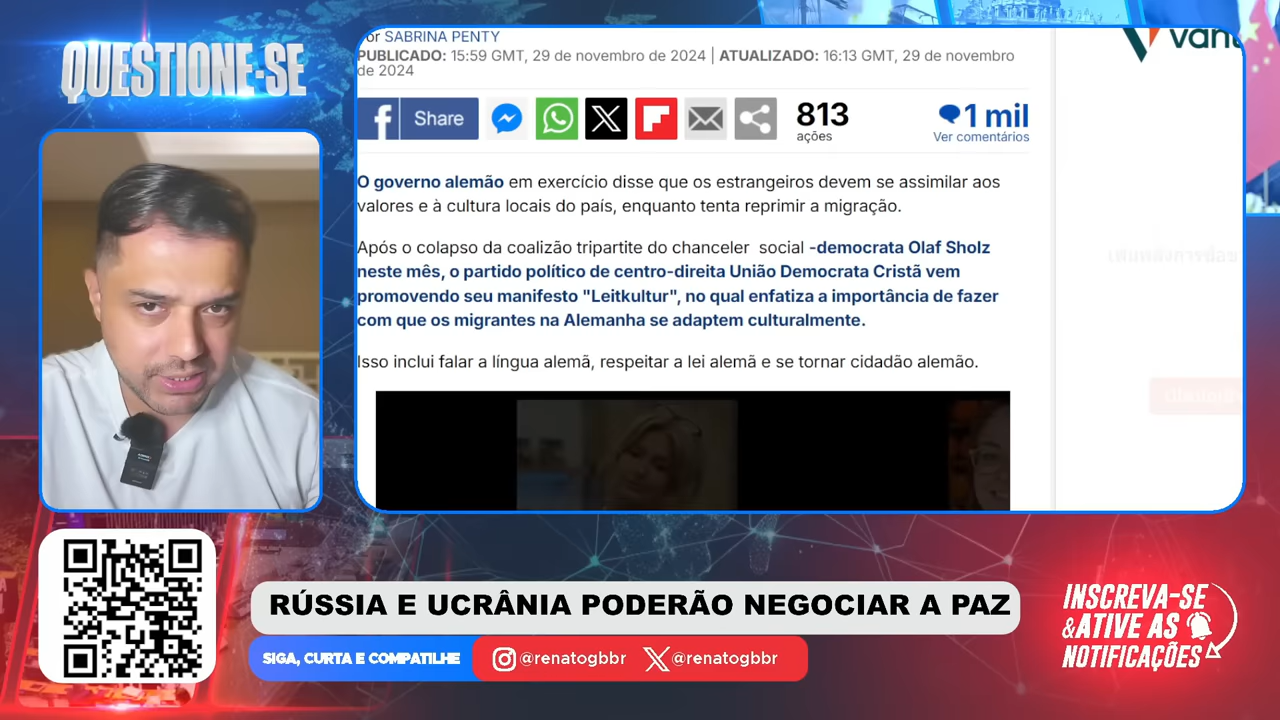 QUESTIONE-SE
or SABRINA PENTY
PUBLICADO: 15:59 GMT, 29 de novembro de 2024 | ATUALIZADO: 16:13 GMT, 29 de novembro
de 2024
Share
813
ações
1 mil
Ver comentários
O governo alemão em exercício disse que os estrangeiros devem se assimilar aos
valores e à cultura locais do país, enquanto tenta reprimir a migração.
Após o colapso da coalizão tripartite do chanceler social -democrata Olaf Sholz
neste mês, o partido político de centro-direita União Democrata Cristã vem
promovendo seu manifesto "Leitkultur", no qual enfatiza a importância de fazer
com que os migrantes na Alemanha se adaptem culturalmente.
Isso inclui falar a língua alemã, respeitar a lei alemã e se tornar cidadão alemão.
RÚSSIA E UCRÂNIA PODERÃO NEGOCIAR A PAZ
SIGA, CURTA E COMPATILHE
@renatogbbr
@renatogbbr
INSCREVA-SE
&ATIVE AS
NOTIFICAÇÕES